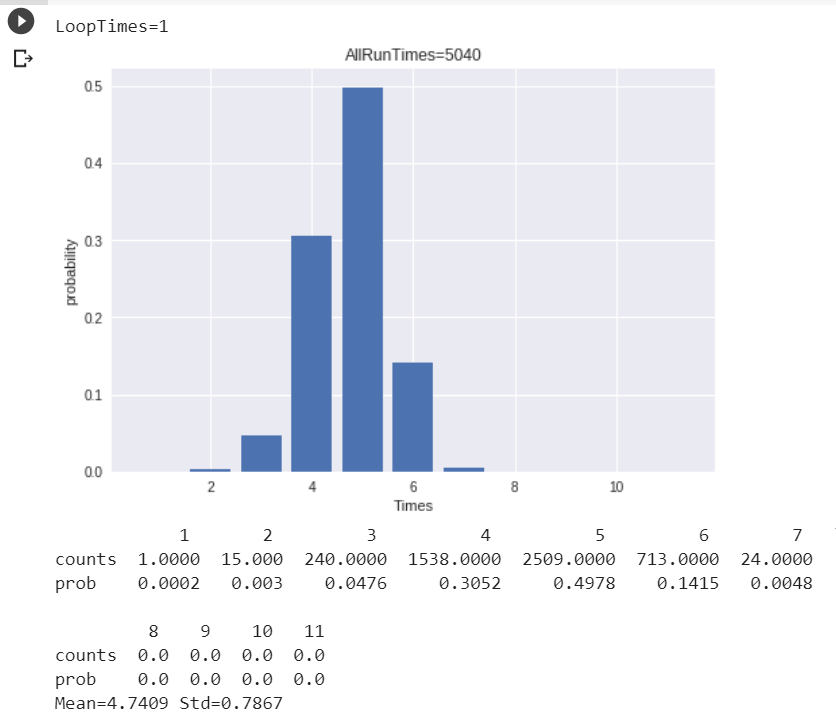 LoopTimes=1
AllRunTimes=5040
0.5
0.4
0.3
0.2
0.1
0.0
probability
2 4 6 8 10
Times
1 2 3 4 5 6 7
counts 1.0000 15.000 240.0000 1538.0000 2509.0000 713.0000 24.0000
prob 0.0002 0.003 0.0476 0.3052 0.4978 0.1415 0.0048
8 9 10 11
counts 0.0 0.0 0.0 0.0
prob 0.0 0.0 0.0 0.0
Mean=4.7409 Std=0.7867